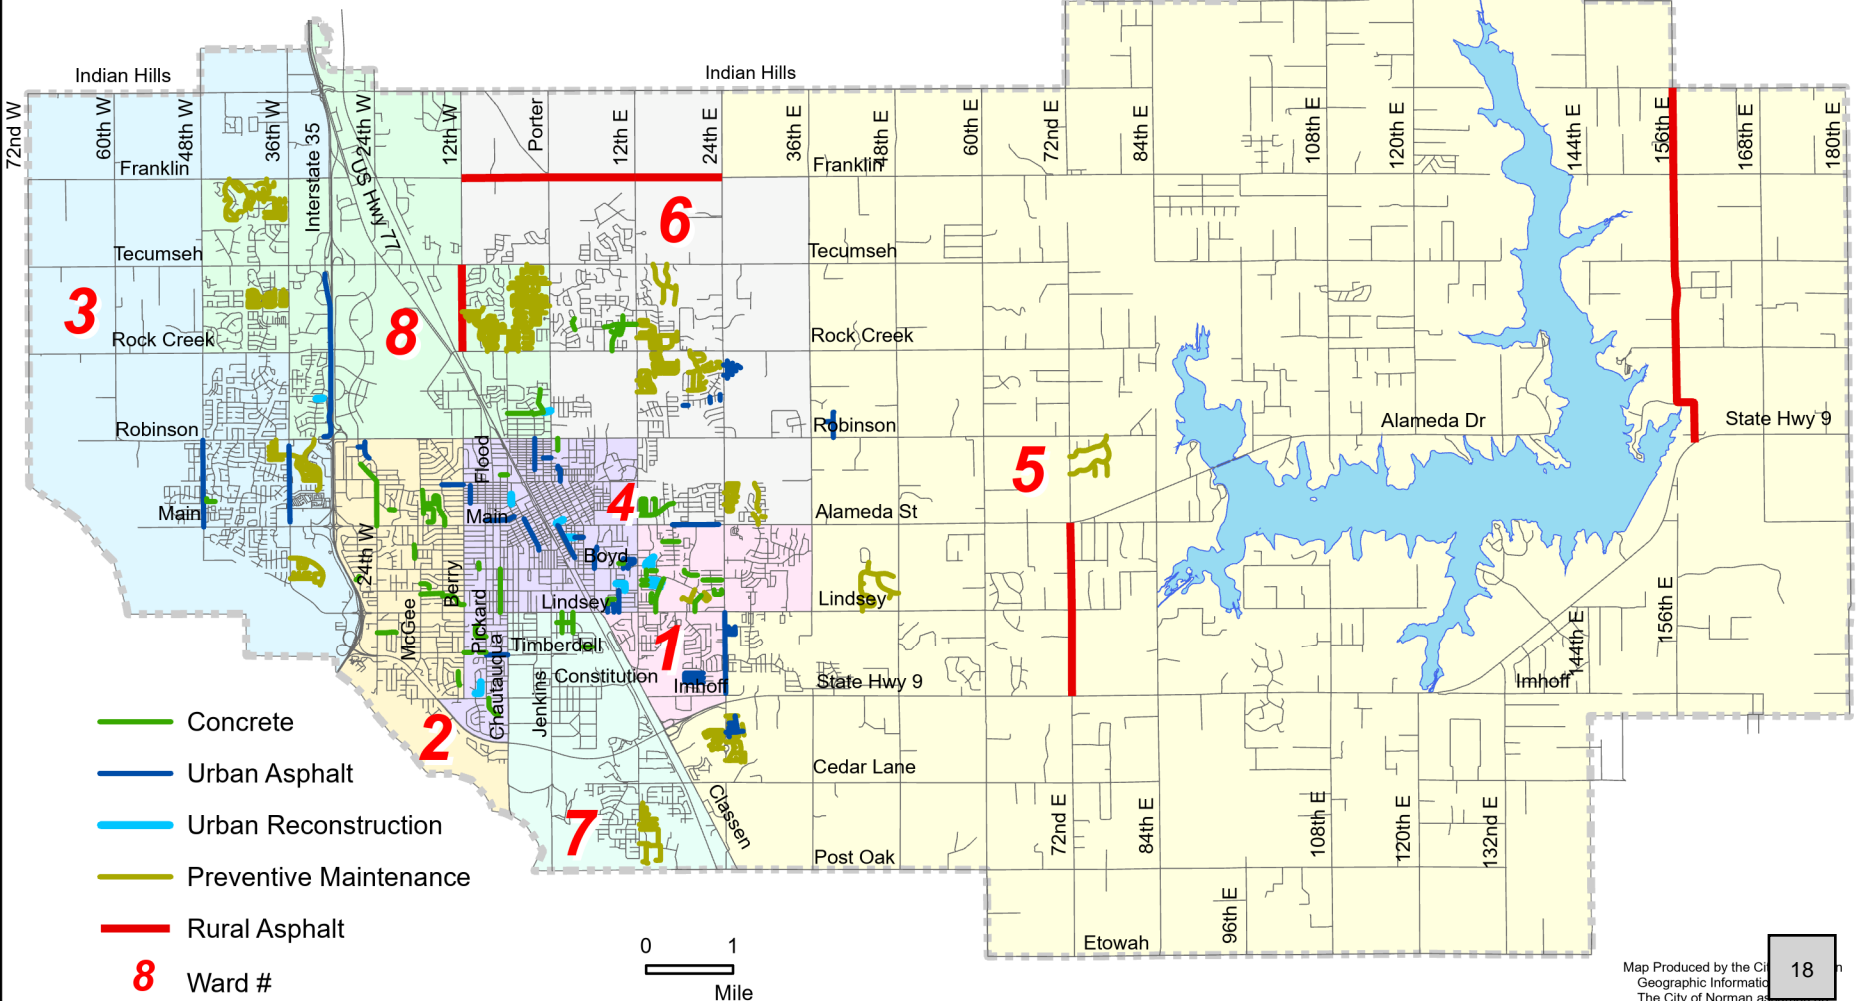 Indian Hills
Indian Hills
72nd W
60th W
48th W
36th W
Interstate 35
24th W
US Hwy 77
12th W
Porter
12th E
24th E
36th E
48th E
60th E
72nd E
84th E
108th E
120th E
144th E
156th E
168th E
180th E
Franklin
Franklin
6
Tecumseh
Tecumseh
3
8
Rock Creek
Rock Creek
Robinson
Robinson
Alameda Dr
State Hwy 9
Flood
5
4
Main
Main
Alameda St
24th W
Boyd
Berry
McGee
Pickard
Lindsey
Lindsey
156th E
144th E
1
Timberdell
Chautauqua
Constitution
Imhoff
State Hwy 9
Imhoff
Jenkins
2
Cedar Lane
Classen
7
72nd E
84th E
108th E
120th E
132nd E
Post Oak
96th E
Etowah
Concrete
Urban Asphalt
Urban Reconstruction
Preventive Maintenance
Rural Asphalt
8 Ward #
0 1
Mile
Map Produced by the
18
Geographic
The City of Norman